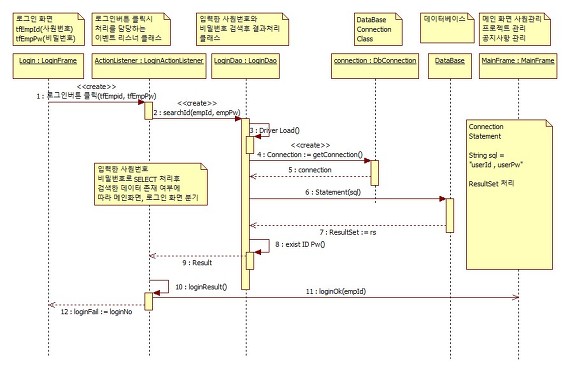 로그인 화면
tfEmpId(사원번호)
tfEmpPw(비밀번호)
로그인버튼 클릭시
처리를 담당하는
이벤트 리스너 클래스
입력한 사원번호와
비밀번호 검색후 결과처리
클래스
DataBase
Connection
Class
데이터베이스
메인 화면 사원관리
프로젝트 관리
공지사항 관리
Login : LoginFrame
ActionListener : LoginActionListener
LoginDao : LoginDao
connection : DbConnection
DataBase
MainFrame : MainFrame
<<create>>
1 : 로그인버튼 클릭(tfEmpid, tfEmpPw)
<<create>>
2 : searchId(empId, empPw)
3 : Driver Load()
<<create>>
4 : Connection := getConnection()
5 : connection
6 : Statement(sql)
7 : ResultSet := rs
8 : exist ID Pw()
9 : Result
10 : loginResult()
11 : loginOk(empId)
12 : loginFail := loginNo
입력한 사원번호
비밀번호로 SELECT 처리후
검색한 데이터 존재 여부에
따라 메인화면, 로그인 화면 분기
Connection
Statement
String sql =
"userId , userPw"
ResultSet 처리